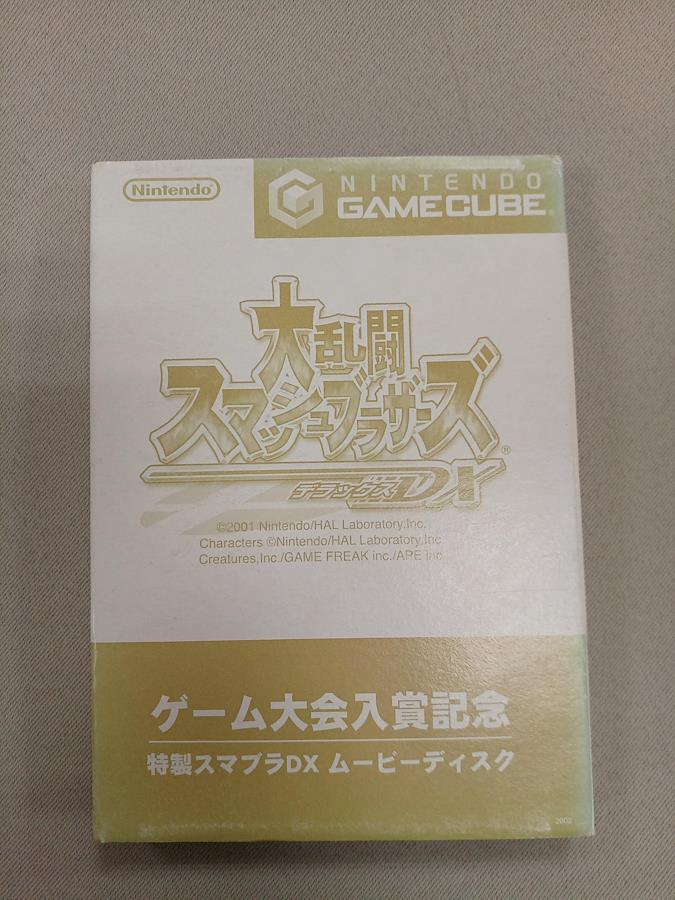 Nintendo®
NINTENDO
GAMECUBE®
大乱闘
スマッシュブラザーズ®
デラックスDX
©2001 Nintendo/HAL Laboratory,Inc.
Characters ©Nintendo/HAL Laboratory,Inc.
Creatures,Inc./GAME FREAK inc./APE inc.
ゲーム大会入賞記念
特製スマブラDX ムービーディスク
2002